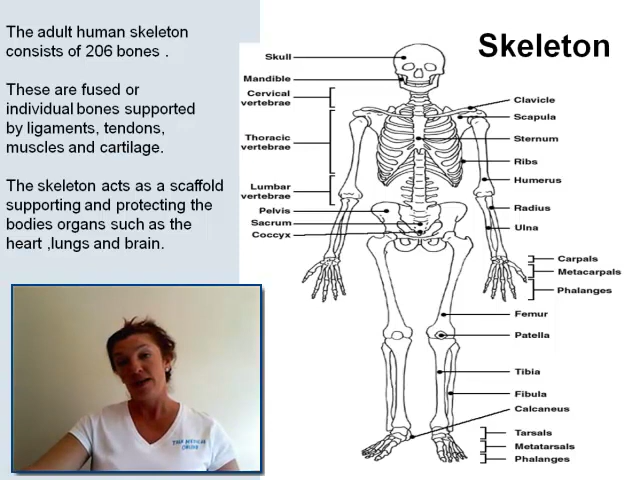 The adult human skeleton
consists of 206 bones .
These are fused or
individual bones supported
by ligaments, tendons,
muscles and cartilage.
The skeleton acts as a scaffold
supporting and protecting the
bodies organs such as the
heart ,lungs and brain.
Skeleton
Skull
Mandible
Cervical
vertebrae
Thoracic
vertebrae
Lumbar
vertebrae
Pelvis
Sacrum
Coccyx
Clavicle
Scapula
Sternum
Ribs
Humerus
Radius
Ulna
Carpals
Metacarpals
Phalanges
Femur
Patella
Tibia
Fibula
Calcaneus
Tarsals
Metatarsals
Phalanges